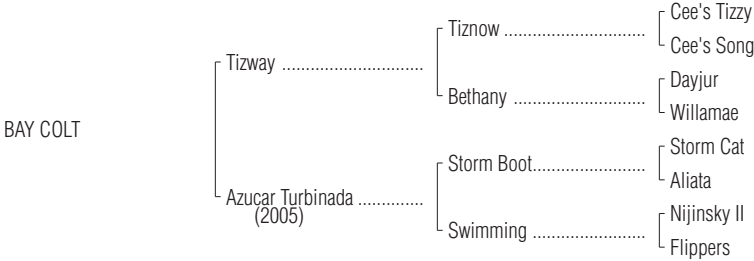 Cee's Tizzy
Tiznow ..............................
Cee's Song
Tizway ..............................
Dayjur
Bethany ............................
Willamae
BAY COLT
Storm Cat
Storm Boot........................
Aliata
Azucar Turbinada ..............
(2005)
Nijinsky II
Swimming ........................
Flippers